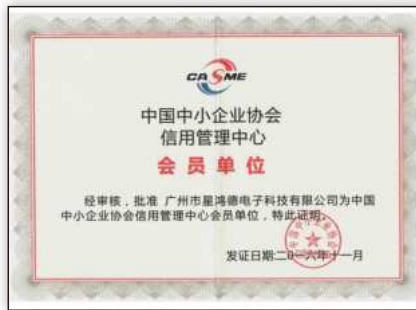 CASME
中国中小企业协会
信用管理中心
会员单位
经审核，批准 广州市星鸿德电子科技有限公司为中国
中小企业协会信用管理中心会员单位，特此证明。
发证日期:二〇一六年十一月